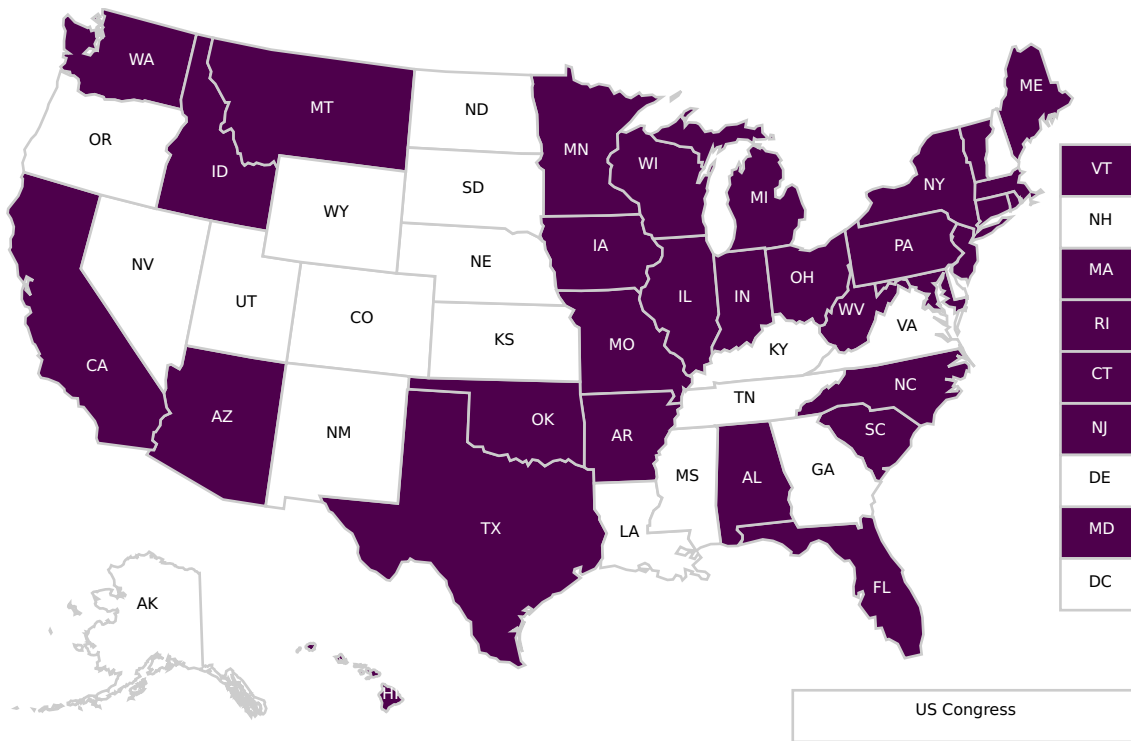 WA
MT
ND
MN
ME
OR
ID
SD
WI
MI
NY
VT
WY
NH
NV
UT
CO
NE
IA
IL
IN
OH
PA
MA
WV
VA
RI
CA
KS
MO
KY
CT
AZ
NM
OK
AR
TN
NC
SC
NJ
TX
LA
MS
AL
GA
DE
MD
FL
DC
AK
HI
US Congress